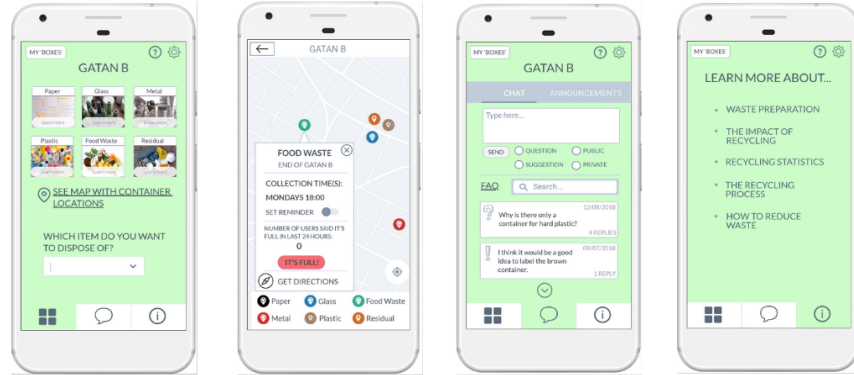 MY 'BOXES'
?
GATAN B
Paper
Glass
Metal
Plastic
Food Waste
Residual
SEE MAP WITH CONTAINER
LOCATIONS
WHICH ITEM DO YOU WANT
TO DISPOSE OF?
GATAN B
FOOD WASTE
END OF GATAN B
COLLECTION TIME(S):
MONDAYS 18:00
SET REMINDER
NUMBER OF USERS SAID IT'S
FULL IN LAST 24 HOURS:
0
IT'S FULL!
GET DIRECTIONS
Paper
Glass
Food Waste
Metal
Plastic
Residual
MY 'BOXES'
?
GATAN B
CHAT
ANNOUNCEMENTS
Type here...
SEND
QUESTION
PUBLIC
SUGGESTION
PRIVATE
FAQ
Search...
12/08/2018
Why is there only a
container for hard plastic?
4 REPLIES
09/07/2018
I think it would be a good
idea to label the brown
container.
1 REPLY
MY 'BOXES'
?
LEARN MORE ABOUT...
• WASTE PREPARATION
• THE IMPACT OF
RECYCLING
• RECYCLING STATISTICS
• THE RECYCLING
PROCESS
• HOW TO REDUCE
WASTE